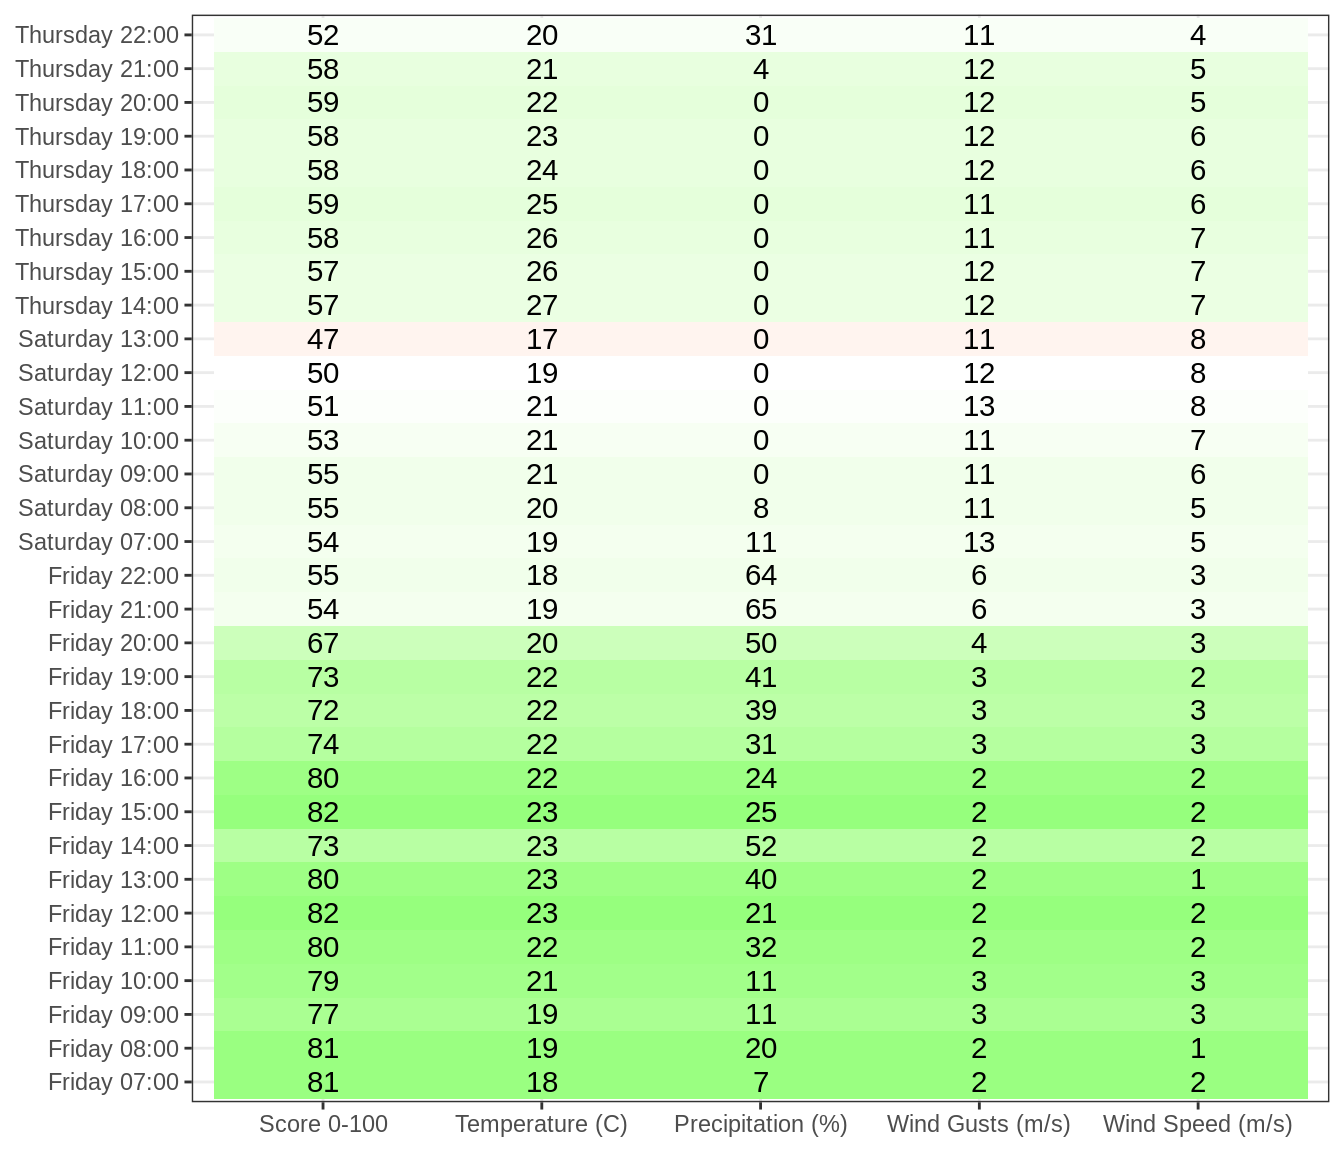 Thursday 22:00 52 20 31 11 4
Thursday 21:00 58 21 4 12 5
Thursday 20:00 59 22 0 12 5
Thursday 19:00 58 23 0 12 6
Thursday 18:00 58 24 0 12 6
Thursday 17:00 59 25 0 11 6
Thursday 16:00 58 26 0 11 7
Thursday 15:00 57 26 0 12 7
Thursday 14:00 57 27 0 12 7
Saturday 13:00 47 17 0 11 8
Saturday 12:00 50 19 0 12 8
Saturday 11:00 51 21 0 13 8
Saturday 10:00 53 21 0 11 7
Saturday 09:00 55 21 0 11 6
Saturday 08:00 55 20 8 11 5
Saturday 07:00 54 19 11 13 5
Friday 22:00 55 18 64 6 3
Friday 21:00 54 19 65 6 3
Friday 20:00 67 20 50 4 3
Friday 19:00 73 22 41 3 2
Friday 18:00 72 22 39 3 3
Friday 17:00 74 22 31 3 3
Friday 16:00 80 22 24 2 2
Friday 15:00 82 23 25 2 2
Friday 14:00 73 23 52 2 2
Friday 13:00 80 23 40 2 1
Friday 12:00 82 23 21 2 2
Friday 11:00 80 22 32 2 2
Friday 10:00 79 21 11 3 3
Friday 09:00 77 19 11 3 3
Friday 08:00 81 19 20 2 1
Friday 07:00 81 18 7 2 2
Score 0-100 Temperature (C) Precipitation (%) Wind Gusts (m/s) Wind Speed (m/s)